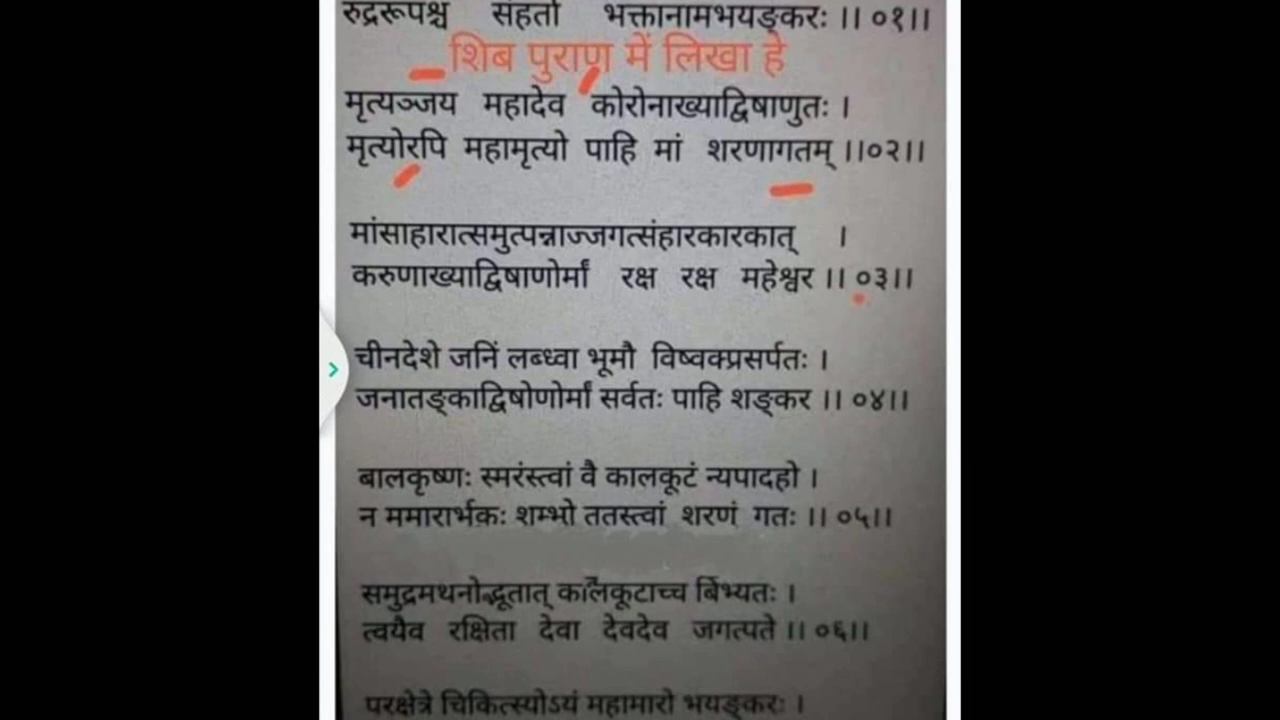 रुद्ररूपश्च संहर्ता भक्तानामभयङ्करः ।। ०१।।
शिब पुराण में लिखा हे
मृत्यञ्जय महादेव कोरोनाख्याद्विषाणुतः ।
मृत्योरपि महामृत्यो पाहि मां शरणागतम् ।।०२।।
मांसाहारात्समुत्पन्नाज्जगत्संहारकारकात् ।
करुणाख्याद्विषाणोर्मां रक्ष रक्ष महेश्वर ।। ०३।।
चीनदेशे जनिं लब्ध्वा भूमौ विष्वक्प्रसर्पतः ।
जनातङ्काद्विषोणोर्मां सर्वतः पाहि शङ्कर ।। ०४।।
बालकृष्णः स्मरंस्त्वां वै कालकूटं न्यपादहो ।
न ममारार्भकः शम्भो ततस्त्वां शरणं गतः ।। ०५।।
समुद्रमथनोद्भूतात् कालकूटाच्च बिभ्यतः ।
त्वयैव रक्षिता देवा देवदेव जगत्पते ।। ०६।।
परक्षेत्रे चिकित्स्योऽयं महामारो भयङ्करः ।